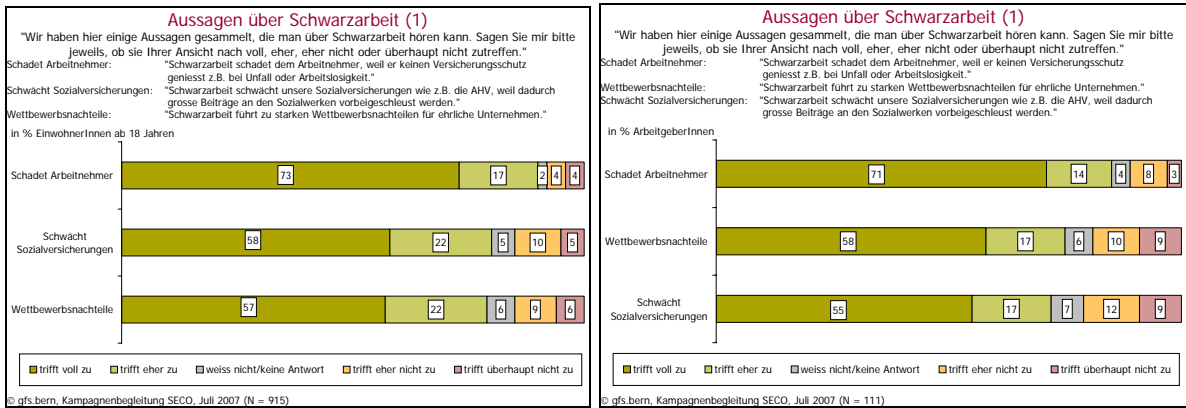 Aussagen über Schwarzarbeit (1)
"Wir haben hier einige Aussagen gesammelt, die man über Schwarzarbeit hören kann. Sagen Sie mir bitte
jeweils, ob sie Ihrer Ansicht nach voll, eher, eher nicht oder überhaupt nicht zutreffen."
Schadet Arbeitnehmer: "Schwarzarbeit schadet dem Arbeitnehmer, weil er keinen Versicherungsschutz
geniesst z.B. bei Unfall oder Arbeitslosigkeit."
Schwächt Sozialversicherungen: "Schwarzarbeit schwächt unsere Sozialversicherungen wie z.B. die AHV, weil dadurch
grosse Beiträge an den Sozialwerken vorbeigeschleust werden."
Wettbewerbsnachteile: "Schwarzarbeit führt zu starken Wettbewerbsnachteilen für ehrliche Unternehmen."
in % EinwohnerInnen ab 18 Jahren
Schadet Arbeitnehmer 73 17 2 4 4
Schwächt
Sozialversicherungen 58 22 5 10 5
Wettbewerbsnachteile 57 22 6 9 6
trifft voll zu trifft eher zu weiss nicht/keine Antwort trifft eher nicht zu trifft überhaupt nicht zu
© gfs.bern, Kampagnenbegleitung SECO, Juli 2007 (N = 915)
Aussagen über Schwarzarbeit (1)
"Wir haben hier einige Aussagen gesammelt, die man über Schwarzarbeit hören kann. Sagen Sie mir bitte
jeweils, ob sie Ihrer Ansicht nach voll, eher, eher nicht oder überhaupt nicht zutreffen."
Schadet Arbeitnehmer: "Schwarzarbeit schadet dem Arbeitnehmer, weil er keinen Versicherungsschutz
geniesst z.B. bei Unfall oder Arbeitslosigkeit."
Wettbewerbsnachteile: "Schwarzarbeit führt zu starken Wettbewerbsnachteilen für ehrliche Unternehmen."
Schwächt Sozialversicherungen: "Schwarzarbeit schwächt unsere Sozialversicherungen wie z.B. die AHV, weil dadurch
grosse Beiträge an den Sozialwerken vorbeigeschleust werden."
in % ArbeitgeberInnen
Schadet Arbeitnehmer 71 14 4 8 3
Wettbewerbsnachteile 58 17 6 10 9
Schwächt
Sozialversicherungen 55 17 7 12 9
trifft voll zu trifft eher zu weiss nicht/keine Antwort trifft eher nicht zu trifft überhaupt nicht zu
© gfs.bern, Kampagnenbegleitung SECO, Juli 2007 (N = 111)